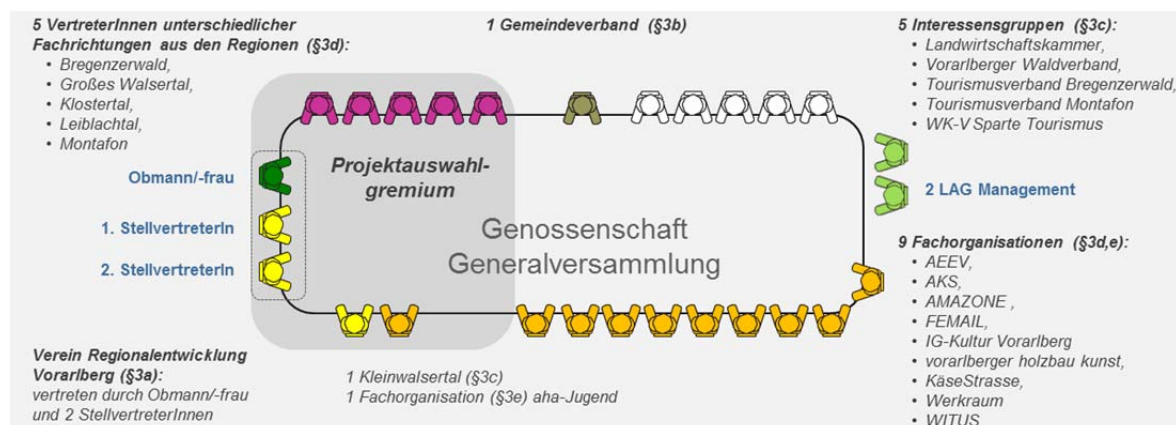 5 VertreterInnen unterschiedlicher
Fachrichtungen aus den Regionen (§3d):
• Bregenzerwald,
• Großes Walsertal,
• Klostertal,
• Leiblachtal,
• Montafon
1 Gemeindeverband (§3b)
5 Interessensgruppen (§3c):
• Landwirtschaftskammer,
• Vorarlberger Waldverband,
• Tourismusverband Bregenzerwald,
• Tourismusverband Montafon
• WK-V Sparte Tourismus
Obmann/-frau
1. StellvertreterIn
2. StellvertreterIn
Projektauswahl-
gremium
Genossenschaft
Generalversammlung
2 LAG Management
9 Fachorganisationen (§3d,e):
• AEEV,
• AKS,
• AMAZONE ,
• FEMAIL,
• IG-Kultur Vorarlberg
• vorarlberger holzbau kunst,
• KäseStrasse,
• Werkraum
• WITUS
Verein Regionalentwicklung
Vorarlberg (§3a):
vertreten durch Obmann/-frau
und 2 StellvertreterInnen
1 Kleinwalsertal (§3c)
1 Fachorganisation (§3e) aha-Jugend